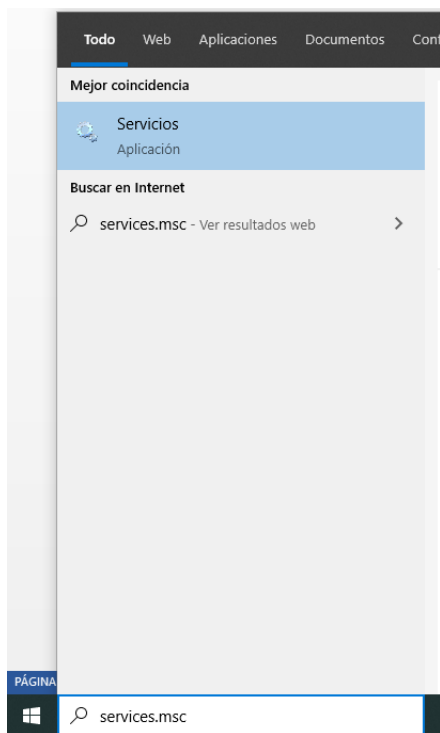 Todo Web Aplicaciones Documentos
Mejor coincidencia
Servicios
Aplicación
Buscar en Internet
services.msc - Ver resultados web
PÁGINA
services.msc